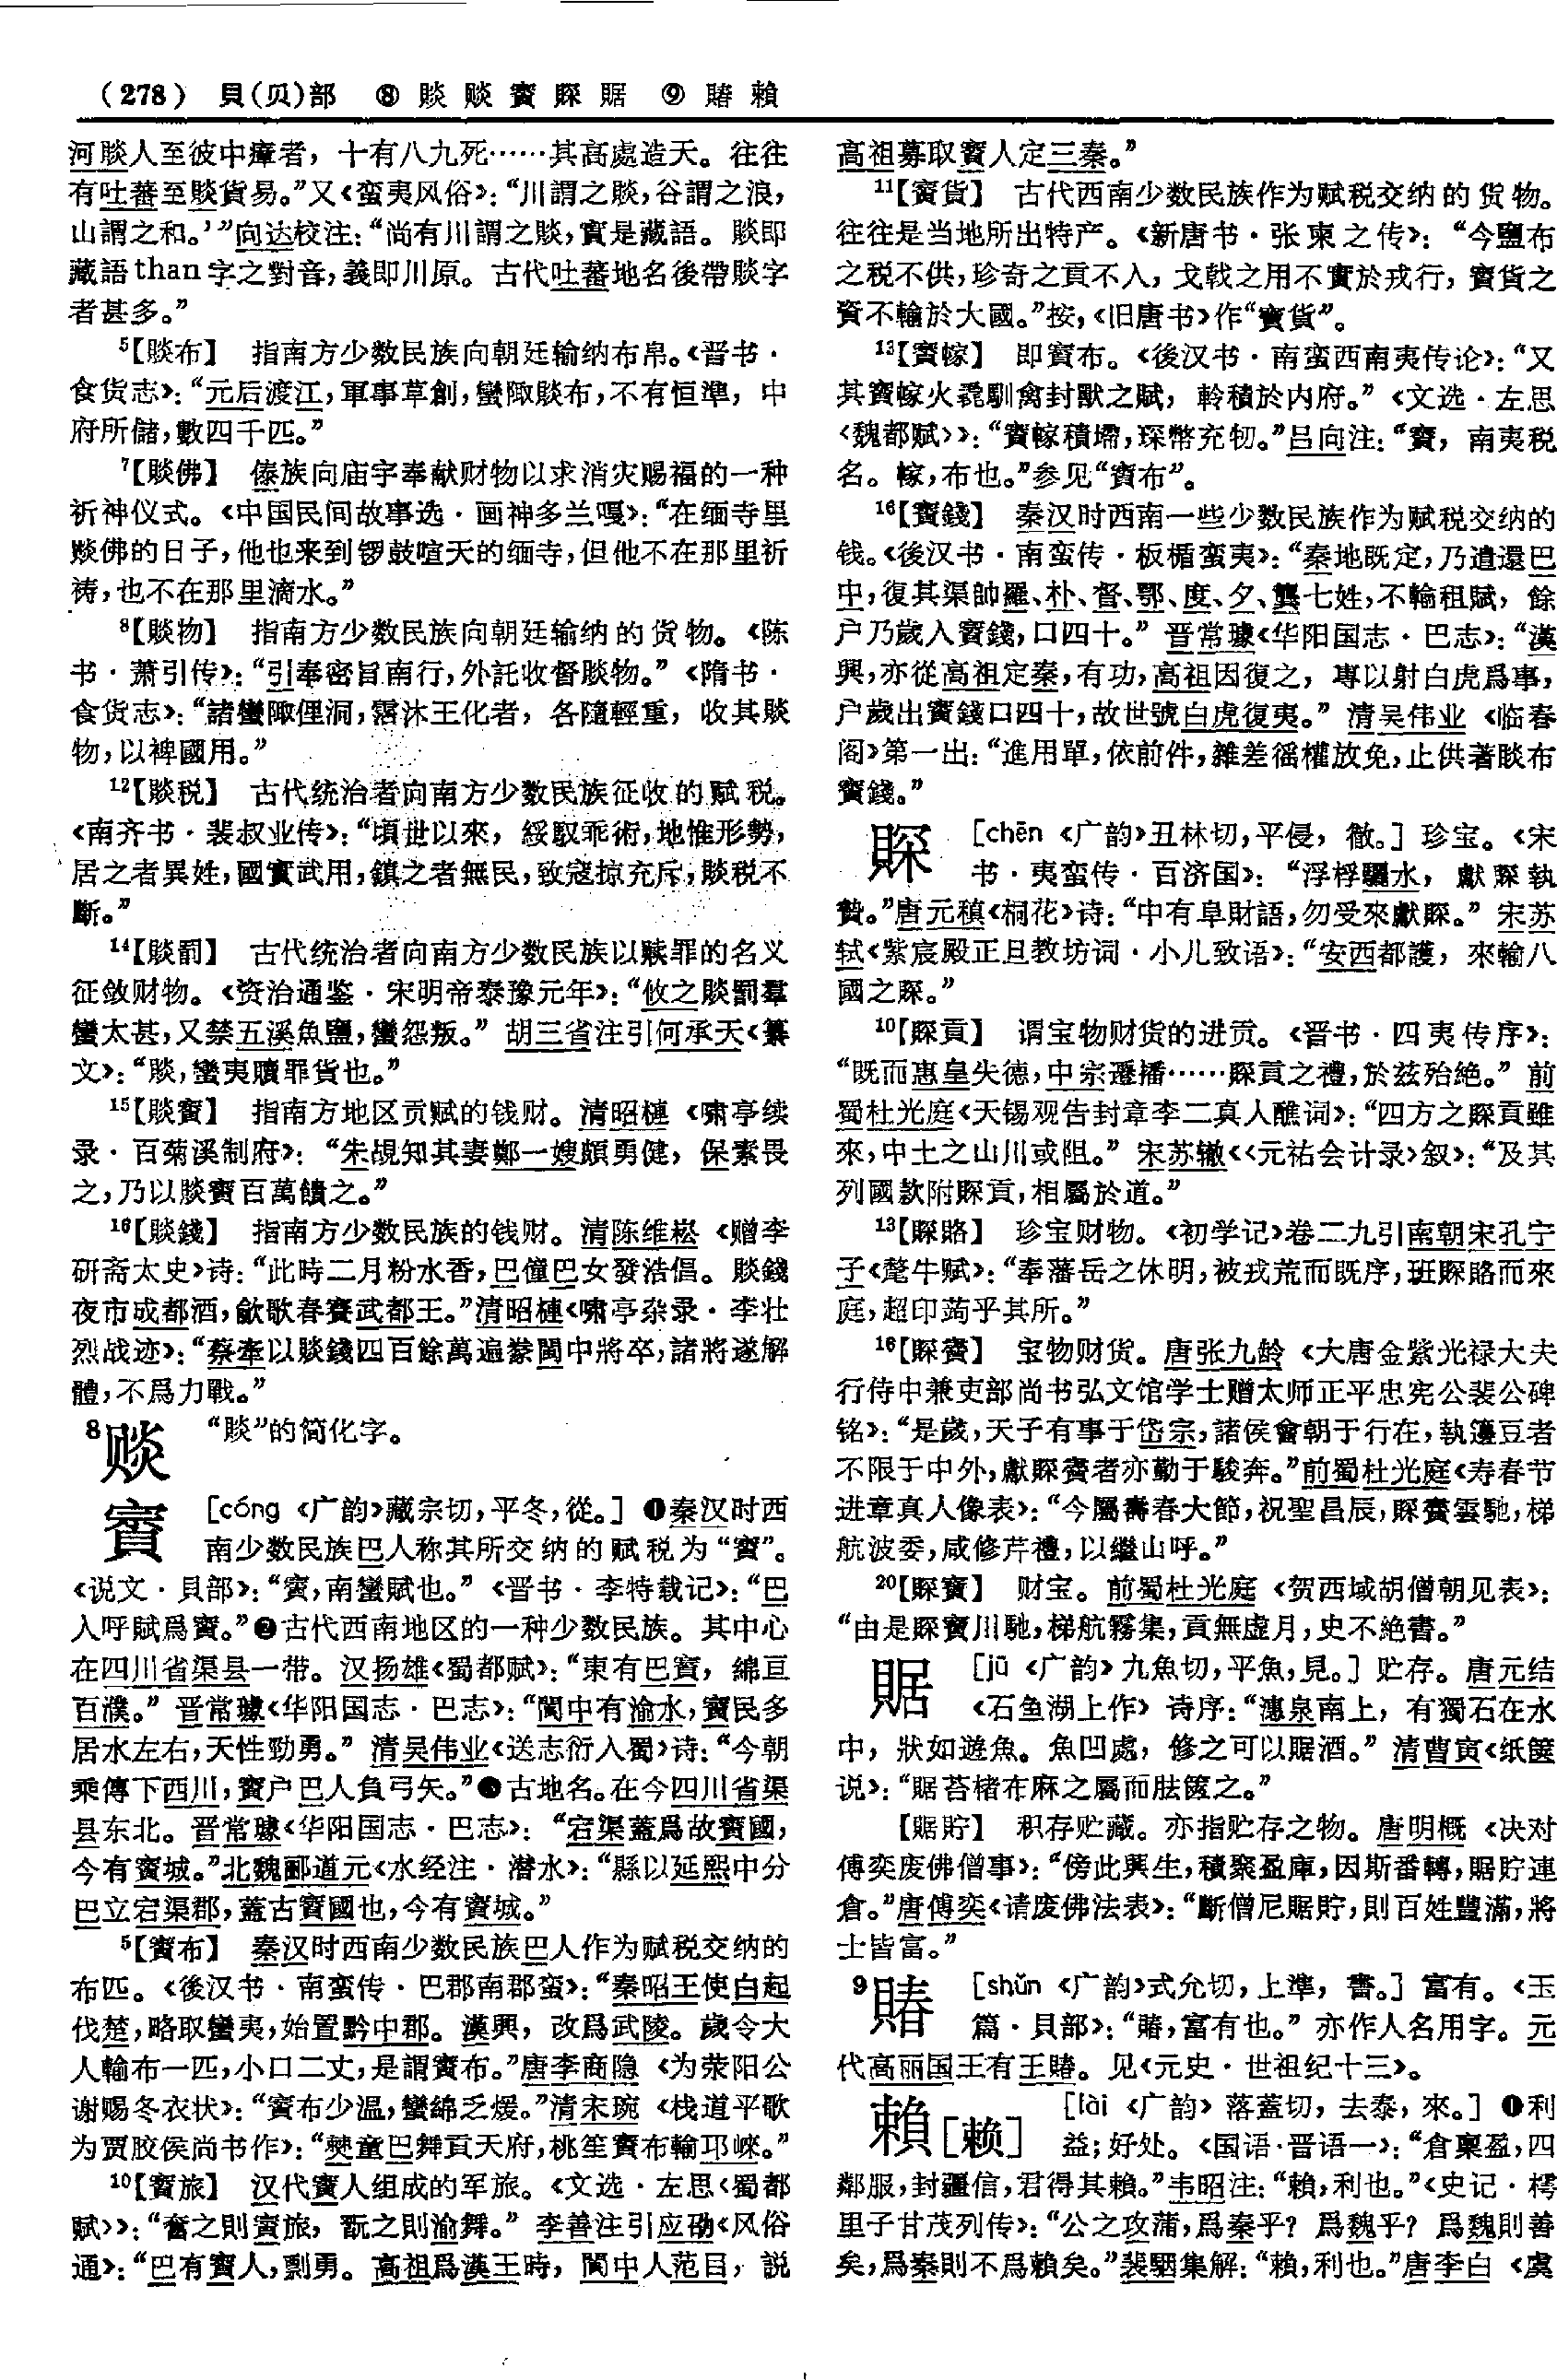 (278) 貝(贝)部 ⑧ 賧 赕 賨 賝 賘 ⑨ 賰 賴
河賧人至彼中瘴者，十有八九死……其高處造天。往往
有吐蕃至賧貨易。”又《蛮夷风俗》：“川謂之賧，谷謂之浪，
山謂之和。’”向达校注：“尚有川謂之賧，實是藏語。賧即
藏語than字之對音，義即川原。古代吐蕃地名後帶賧字
者甚多。”
5【賧布】 指南方少数民族向朝廷输纳布帛。《晋书·
食货志》：“元后渡江，軍事草創，蠻陬賧布，不有恒準，中
府所儲，數四千匹。”
7【賧佛】 傣族向庙宇奉献财物以求消灾赐福的一种
祈神仪式。《中国民间故事选·画神多兰嘎》：“在缅寺里
赕佛的日子，他也来到锣鼓喧天的缅寺，但他不在那里祈
祷，也不在那里滴水。”
8【賧物】 指南方少数民族向朝廷输纳的货物。《陈
书·萧引传》：“引奉密旨南行，外託收督賧物。”《隋书·
食货志》：“諸蠻陬俚洞，霑沐王化者，各隨輕重，收其賧
物，以裨國用。”
12【賧税】 古代统治者向南方少数民族征收的赋税。
《南齐书·裴叔业传》：“頃世以來，綏馭乖術，地惟形勢，
居之者異姓，國實武用，鎮之者無民，致寇掠充斥，賧税不
斷。”
14【賧罰】 古代统治者向南方少数民族以赎罪的名义
征敛财物。《资治通鉴·宋明帝泰豫元年》：“攸之賧罰羣
蠻太甚，又禁五溪魚鹽，蠻怨叛。”胡三省注引何承天《纂
文》：“賧，蠻夷贖罪貨也。”
15【賧賨】 指南方地区贡赋的钱财。清昭槤《啸亭续
录·百菊溪制府》：“朱覘知其妻鄭一嫂頗勇健，保素畏
之，乃以賧賨百萬饋之。”
16【賧錢】 指南方少数民族的钱财。清陈维崧《赠李
研斋太史》诗：“此時二月粉水香，巴僮巴女發浩倡。賧錢
夜市成都酒，歈歌春賽武都王。”清昭槤《啸亭杂录·李壮
烈战迹》：“蔡牽以賧錢四百餘萬遍豢閩中將卒，諸將遂解
體，不爲力戰。”
8赕 “賧”的简化字。
賨 [cóng《广韵》藏宗切，平冬，從。]❶秦汉时西
南少数民族巴人称其所交纳的赋税为“賨”。
《说文·貝部》：“賨，南蠻賦也。”《晋书·李特载记》：“巴
人呼賦爲賨。”❷古代西南地区的一种少数民族。其中心
在四川省渠县一带。汉扬雄《蜀都赋》：“東有巴賨，綿亘
百濮。”晋常璩《华阳国志·巴志》：“閬中有渝水，賨民多
居水左右，天性勁勇。”清吴伟业《送志衍入蜀》诗：“今朝
乘傳下西川，賨户巴人負弓矢。”❸古地名。在今四川省渠
县东北。晋常璩《华阳国志·巴志》：“宕渠蓋爲故賨國，
今有賨城。”北魏郦道元《水经注·潜水》：“縣以延熙中分
巴立宕渠郡，蓋古賨國也，今有賨城。”
5【賨布】 秦汉时西南少数民族巴人作为赋税交纳的
布匹。《後汉书·南蛮传·巴郡南郡蛮》：“秦昭王使白起
伐楚，略取蠻夷，始置黔中郡。漢興，改爲武陵。歲令大
人輸布一匹，小口二丈，是謂賨布。”唐李商隐《为荥阳公
谢赐冬衣状》：“賨布少温，蠻綿乏煖。”清宋琬《栈道平歌
为贾胶侯尚书作》：“僰童巴舞貢天府，桃笙賨布輸邛崍。”
10【賨旅】 汉代賨人组成的军旅。《文选·左思〈蜀都
赋〉》：“奮之則賨旅，翫之則渝舞。”李善注引应劭《风俗
通》：“巴有賨人，剽勇。高祖爲漢王時，閬中人范目，説
高祖募取賨人定三秦。”
11【賨貨】 古代西南少数民族作为赋税交纳的货物。
往往是当地所出特产。《新唐书·张柬之传》：“今鹽布
之税不供，珍奇之貢不入，戈戟之用不實於戎行，賨貨之
資不輸於大國。”按，《旧唐书》作“寶貨”。
13【賨幏】 即賨布。《後汉书·南蛮西南夷传论》：“又
其賨幏火毳馴禽封獸之賦，軨積於内府。”《文选·左思
〈魏都赋〉》：“賨幏積墆，琛幣充牣。”吕向注：“賨，南夷税
名。幏，布也。”参见“賨布”。
16【賨錢】 秦汉时西南一些少数民族作为赋税交纳的
钱。《後汉书·南蛮传·板楯蛮夷》：“秦地既定，乃遣還巴
中，復其渠帥羅、朴、督、鄂、度、夕、龔七姓，不輸租賦，餘
户乃歲入賨錢，口四十。”晋常璩《华阳国志·巴志》：“漢
興，亦從高祖定秦，有功，高祖因復之，專以射白虎爲事，
户歲出賨錢口四十，故世號白虎復夷。”清吴伟业《临春
阁》第一出：“進用單，依前件，雜差徭權放免，止供著賧布
賨錢。”
賝 [chēn《广韵》丑林切，平侵，徹。]珍宝。《宋
书·夷蛮传·百济国》：“浮桴驪水，獻賝執
贄。”唐元稹《桐花》诗：“中有阜財語，勿受來獻賝。”宋苏
轼《紫宸殿正旦教坊词·小儿致语》：“安西都護，來輸八
國之賝。”
10【賝貢】 谓宝物财货的进贡。《晋书·四夷传序》：
“既而惠皇失德，中宗遷播……賝貢之禮，於兹殆絶。”前
蜀杜光庭《天锡观告封章李二真人醮词》：“四方之賝貢雖
來，中土之山川或阻。”宋苏辙《〈元祐会计录〉叙》：“及其
列國款附賝貢，相屬於道。”
13【賝賂】 珍宝财物。《初学记》卷二九引南朝宋孔宁
子《氂牛赋》：“奉藩岳之休明，被戎荒而既序，班賝賂而來
庭，超印蒟乎其所。”
16【賝賮】 宝物财货。唐张九龄《大唐金紫光禄大夫
行侍中兼吏部尚书弘文馆学士赠太师正平忠宪公裴公碑
铭》：“是歲，天子有事于岱宗，諸侯會朝于行在，執籩豆者
不限于中外，獻賝賮者亦勤于駿奔。”前蜀杜光庭《寿春节
进章真人像表》：“今屬壽春大節，祝聖昌辰，賝賮雲馳，梯
航波委，咸修芹禮，以繼山呼。”
20【賝寶】 财宝。前蜀杜光庭《贺西域胡僧朝见表》：
“由是賝寶川馳，梯航霧集，貢無虚月，史不絶書。”
賘 [jū《广韵》九魚切，平魚，見。]贮存。唐元结
《石鱼湖上作》诗序：“漶泉南上，有獨石在水
中，狀如遊魚。魚凹處，修之可以賘酒。”清曹寅《纸箧
说》：“賘苔楮布麻之屬而胠篋之。”
【賘貯】 积存贮藏。亦指贮存之物。唐明概《决对
傅奕废佛僧事》：“傍此興生，積聚盈庫，因斯番轉，賘貯連
倉。”唐傅奕《请废佛法表》：“斷僧尼賘貯，則百姓豐滿，將
士皆富。”
9賰 [shǔn《广韵》式允切，上準，書。]富有。《玉
篇·貝部》：“賰，富有也。”亦作人名用字。元
代高丽国王有王賰。见《元史·世祖纪十三》。
賴[赖] [lài《广韵》落蓋切，去泰，來。]❶利
益；好处。《国语·晋语一》：“倉禀盈，四
鄰服，封疆信，君得其賴。”韦昭注：“賴，利也。”《史记·樗
里子甘茂列传》：“公之攻蒲，爲秦乎？爲魏乎？爲魏則善
矣，爲秦則不爲賴矣。”裴駰集解：“賴，利也。”唐李白《虞